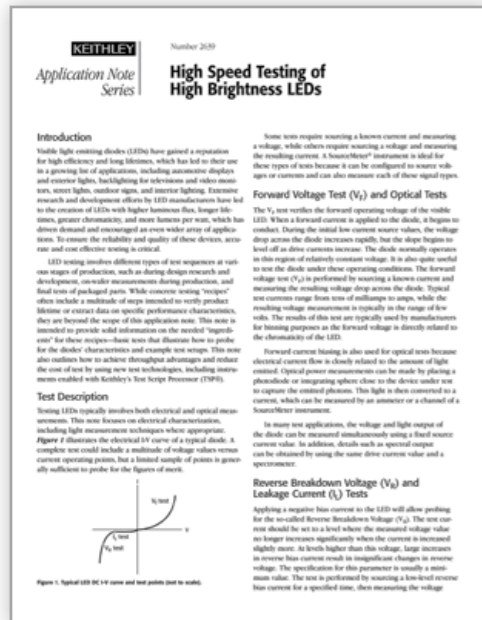 KEITHLEY
Number 2639
Application Note
Series
High Speed Testing of
High Brightness LEDs
Introduction
Visible light emitting diodes (LEDs) have gained a reputation
for high efficiency and long lifetimes, which has led to their use
in a growing list of applications, including automotive displays
and exterior lights, backlighting for televisions and video moni-
tors, street lights, outdoor signs, and interior lighting. Extensive
research and development efforts by LED manufacturers have led
to the creation of LEDs with higher luminous flux, longer life-
times, greater chromaticity, and more lumens per watt, which has
driven demand and encouraged an even wider array of applica-
tions. To ensure the reliability and quality of these devices, accu-
rate and cost effective testing is critical.
LED testing involves different types of test sequences at vari-
ous stages of production, such as during design research and
development, on-wafer measurements during production, and
final tests of packaged parts. While concrete testing "recipes"
often include a multitude of steps intended to verify product
lifetime or extract data on specific performance characteristics,
they are beyond the scope of this application note. This note is
intended to provide solid information on the needed "ingredi-
ents" for these recipes—basic tests that illustrate how to probe
for the diodes' characteristics and example test setups. This note
also outlines how to achieve throughput advantages and reduce
the cost of test by using new test technologies, including instru-
ments enabled with Keithley's Test Script Processor (TSP®).
Test Description
Testing LEDs typically involves both electrical and optical mea-
surements. This note focuses on electrical characterization,
including light measurement techniques where appropriate.
Figure 1 illustrates the electrical I-V curve of a typical diode. A
complete test could include a multitude of voltage values versus
current operating points, but a limited sample of points is gener-
ally sufficient to probe for the figures of merit.
I
Vf test
V
IL test
VR test
Figure 1. Typical LED DC I-V curve and test points (not to scale).
Some tests require sourcing a known current and measuring
a voltage, while others require sourcing a voltage and measuring
the resulting current. A SourceMeter® instrument is ideal for
these types of tests because it can be configured to source volt-
ages or currents and can also measure each of these signal types.
Forward Voltage Test (VF) and Optical Tests
The VF test verifies the forward operating voltage of the visible
LED. When a forward current is applied to the diode, it begins to
conduct. During the initial low current source values, the voltage
drop across the diode increases rapidly, but the slope begins to
level off as drive currents increase. The diode normally operates
in this region of relatively constant voltage. It is also quite useful
to test the diode under these operating conditions. The forward
voltage test (VF) is performed by sourcing a known current and
measuring the resulting voltage drop across the diode. Typical
test currents range from tens of milliamps to amps, while the
resulting voltage measurement is typically in the range of few
volts. The results of this test are typically used by manufacturers
for binning purposes as the forward voltage is directly related to
the chromaticity of the LED.
Forward current biasing is also used for optical tests because
electrical current flow is closely related to the amount of light
emitted. Optical power measurements can be made by placing a
photodiode or integrating sphere close to the device under test
to capture the emitted photons. This light is then converted to a
current, which can be measured by an ammeter or a channel of a
SourceMeter instrument.
In many test applications, the voltage and light output of
the diode can be measured simultaneously using a fixed source
current value. In addition, details such as spectral output
can be obtained by using the same drive current value and a
spectrometer.
Reverse Breakdown Voltage (VR) and
Leakage Current (IL) Tests
Applying a negative bias current to the LED will allow probing
for the so-called Reverse Breakdown Voltage (VR). The test cur-
rent should be set to a level where the measured voltage value
no longer increases significantly when the current is increased
slightly more. At levels higher than this voltage, large increases
in reverse bias current result in insignificant changes in reverse
voltage. The specification for this parameter is usually a mini-
mum value. The test is performed by sourcing a low-level reverse
bias current for a specified time, then measuring the voltage